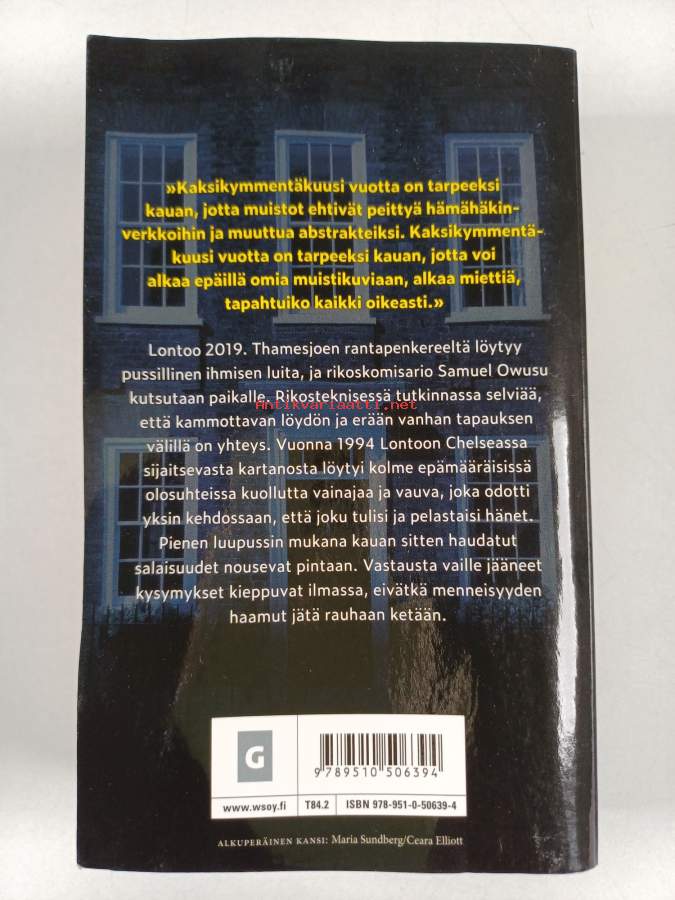 »Kaksikymmentäkuusi vuotta on tarpeeksi
kauan, jotta muistot ehtivät peittyä hämähäkin-
verkkoihin ja muuttua abstrakteiksi. Kaksikymmentä-
kuusi vuotta on tarpeeksi kauan, jotta voi
alkaa epäillä omia muistikuviaan, alkaa miettiä,
tapahtuiko kaikki oikeasti.»
Lontoo 2019. Thamesjoen rantapenkereeltä löytyy
pussillinen ihmisen luita, ja rikoskomisario Samuel Owusu
kutsutaan paikalle. Rikosteknisessä tutkinnassa selviää,
Antikvariaatti.net
että kammottavan löydön ja erään vanhan tapauksen
välillä on yhteys. Vuonna 1994 Lontoon Chelseassa
sijaitsevasta kartanosta löytyi kolme epämääräisissä
olosuhteissa kuollutta vainajaa ja vauva, joka odotti
yksin kehdossaan, että joku tulisi ja pelastaisi hänet.
Pienen luupussin mukana kauan sitten haudatut
salaisuudet nousevat pintaan. Vastausta vaille jääneet
kysymykset kieppuvat ilmassa, eivätkä menneisyyden
haamut jätä rauhaan ketään.
G
9 789510 506394
www.wsoy.fi
T84.2
ISBN 978-951-0-50639-4
ALKUPERÄINEN KANSI: Maria Sundberg/Ceara Elliott